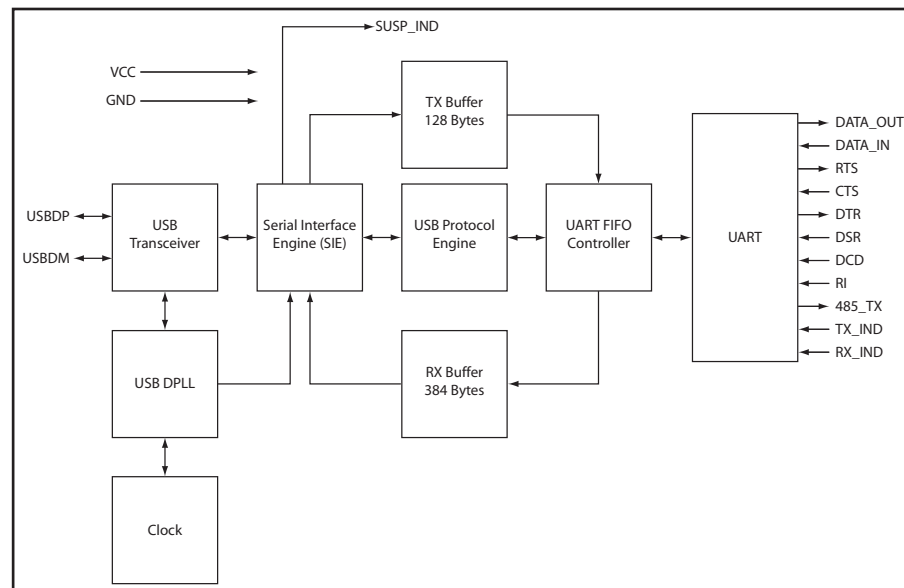 SUSP_IND
VCC
GND
TX Buffer
128 Bytes
USBDP
USBDM
USB
Transceiver
Serial Interface
Engine (SIE)
USB Protocol
Engine
UART FIFO
Controller
UART
DATA_OUT
DATA_IN
RTS
CTS
DTR
DSR
DCD
RI
485_TX
TX_IND
RX_IND
USB DPLL
RX Buffer
384 Bytes
Clock